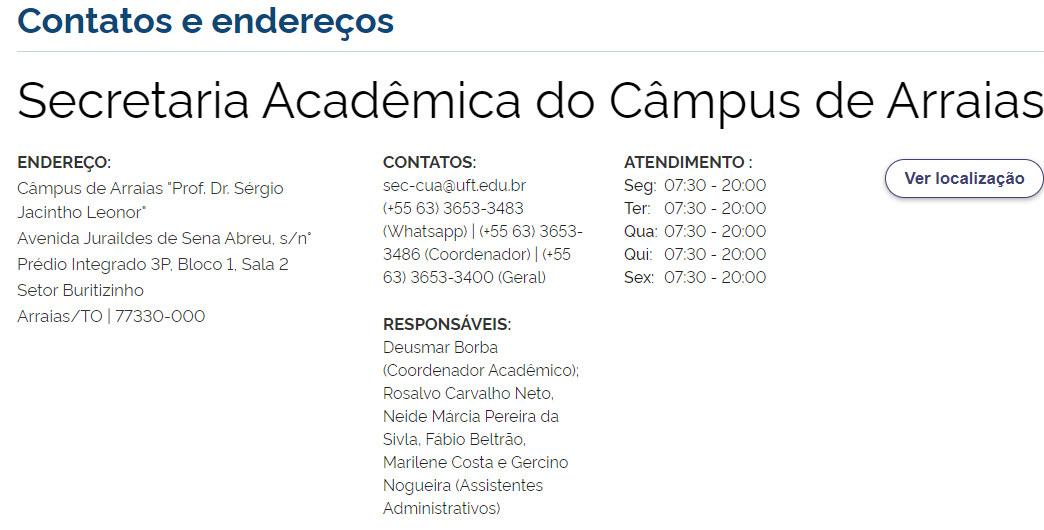 Contatos e endereços
Secretaria Acadêmica do Câmpus de Arraias
ENDEREÇO:
Câmpus de Arraias "Prof. Dr. Sérgio
Jacintho Leonor"
Avenida Juraildes de Sena Abreu, s/n°
Prédio Integrado 3P, Bloco 1, Sala 2
Setor Buritizinho
Arraias/TO | 77330-000
CONTATOS:
sec-cua@uft.edu.br
(+55 63) 3653-3483
(Whatsapp) | (+55 63) 3653-
3486 (Coordenador) | (+55
63) 3653-3400 (Geral)
RESPONSÁVEIS:
Deusmar Borba
(Coordenador Acadêmico);
Rosalvo Carvalho Neto,
Neide Márcia Pereira da
Sivla, Fábio Beltrão,
Marilene Costa e Gercino
Nogueira (Assistentes
Administrativos)
ATENDIMENTO :
Seg: 07:30 - 20:00
Ter: 07:30 - 20:00
Qua: 07:30 - 20:00
Qui: 07:30 - 20:00
Sex: 07:30 - 20:00
Ver localização